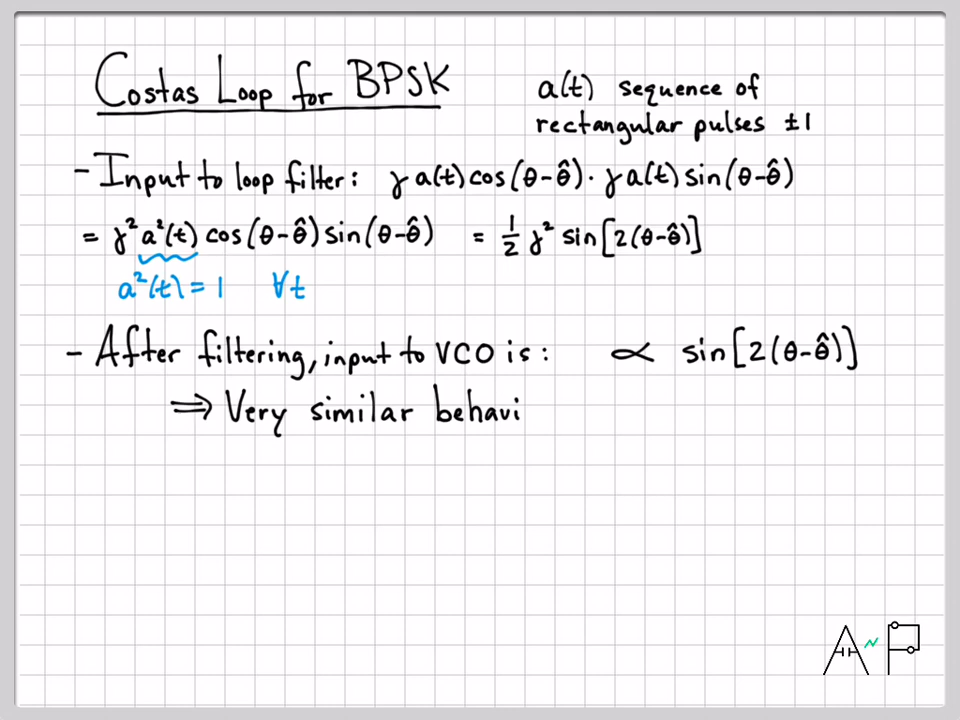 Costas Loop for BPSK
a(t) sequence of
rectangular pulses ±1
- Input to loop filter: γ a(t) cos(θ-θ̂) · γ a(t) sin(θ-θ̂)
= γ² a²(t) cos(θ-θ̂) sin(θ-θ̂) = 1/2 γ² sin[2(θ-θ̂)]
a²(t) = 1 ∀t
- After filtering, input to VCO is: ∝ sin[2(θ-θ̂)]
⇒ Very similar behavi